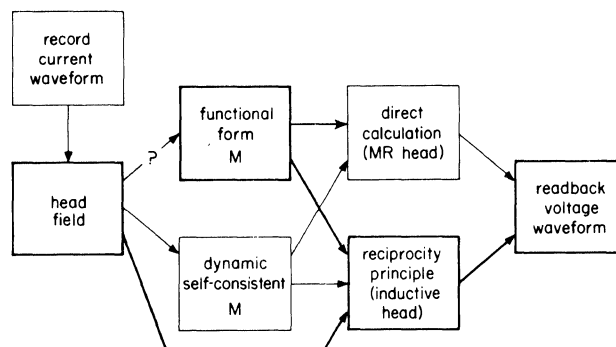 record
current
waveform
functional
form
M
direct
calculation
(MR head)
?
head
field
readback
voltage
waveform
dynamic
self-consistent
M
reciprocity
principle
(inductive
head)